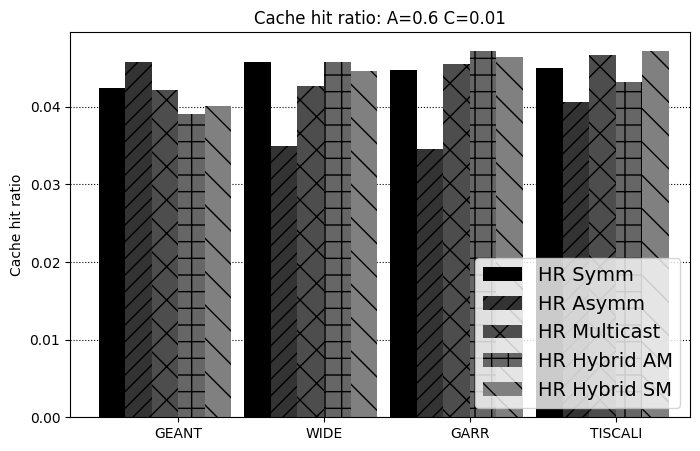 Cache hit ratio: A=0.6 C=0.01
Cache hit ratio
0.04
0.03
0.02
0.01
0.00
GEANT
WIDE
GARR
TISCALI
HR Symm
HR Asymm
HR Multicast
HR Hybrid AM
HR Hybrid SM